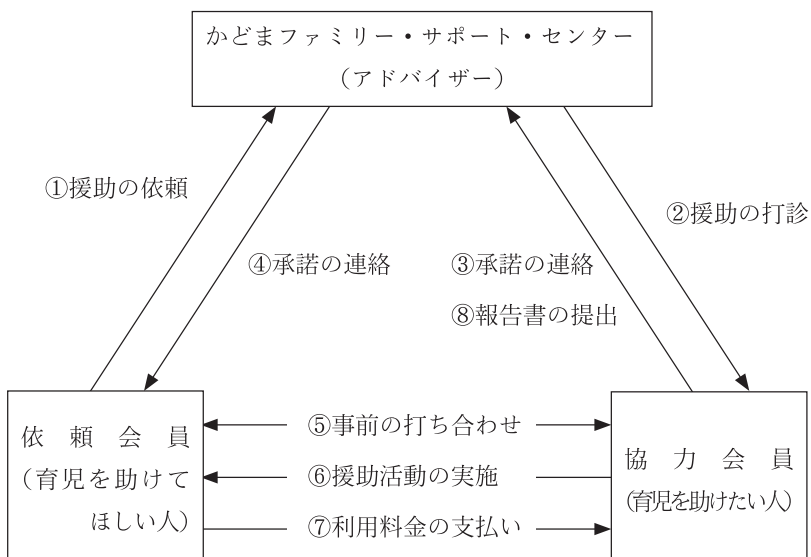 かどまファミリー・サポート・センター
（アドバイザー）
①援助の依頼
②援助の打診
④承諾の連絡
③承諾の連絡
⑧報告書の提出
依頼会員
（育児を助けて
ほしい人）
⑤事前の打ち合わせ
⑥援助活動の実施
⑦利用料金の支払い
協力会員
（育児を助けたい人）